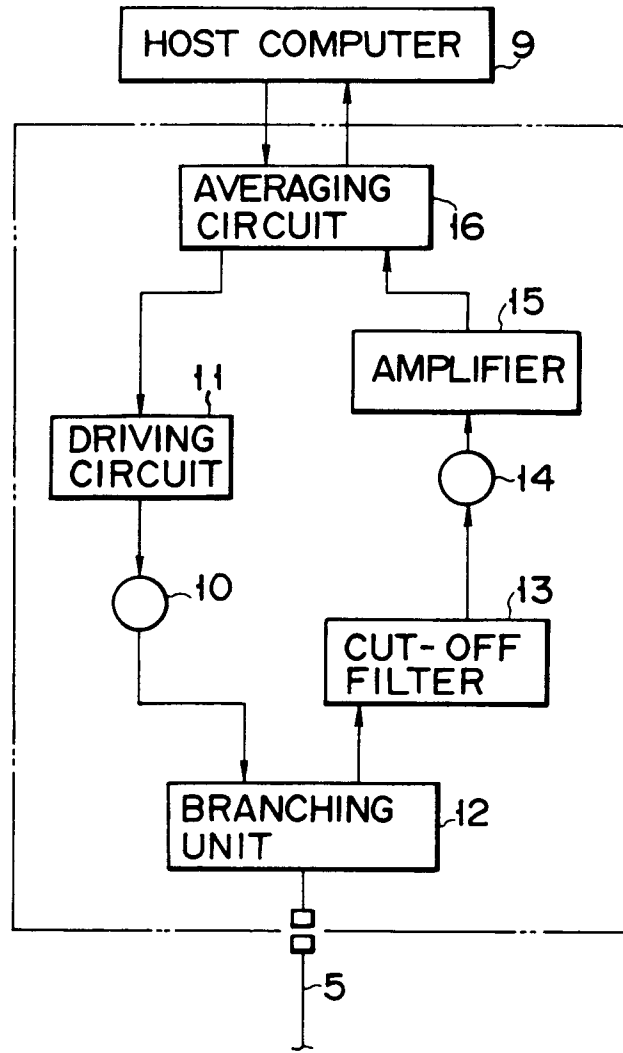 HOST COMPUTER
9
AVERAGING
CIRCUIT
16
15
AMPLIFIER
11
DRIVING
CIRCUIT
14
10
13
CUT-OFF
FILTER
BRANCHING
UNIT
12
5